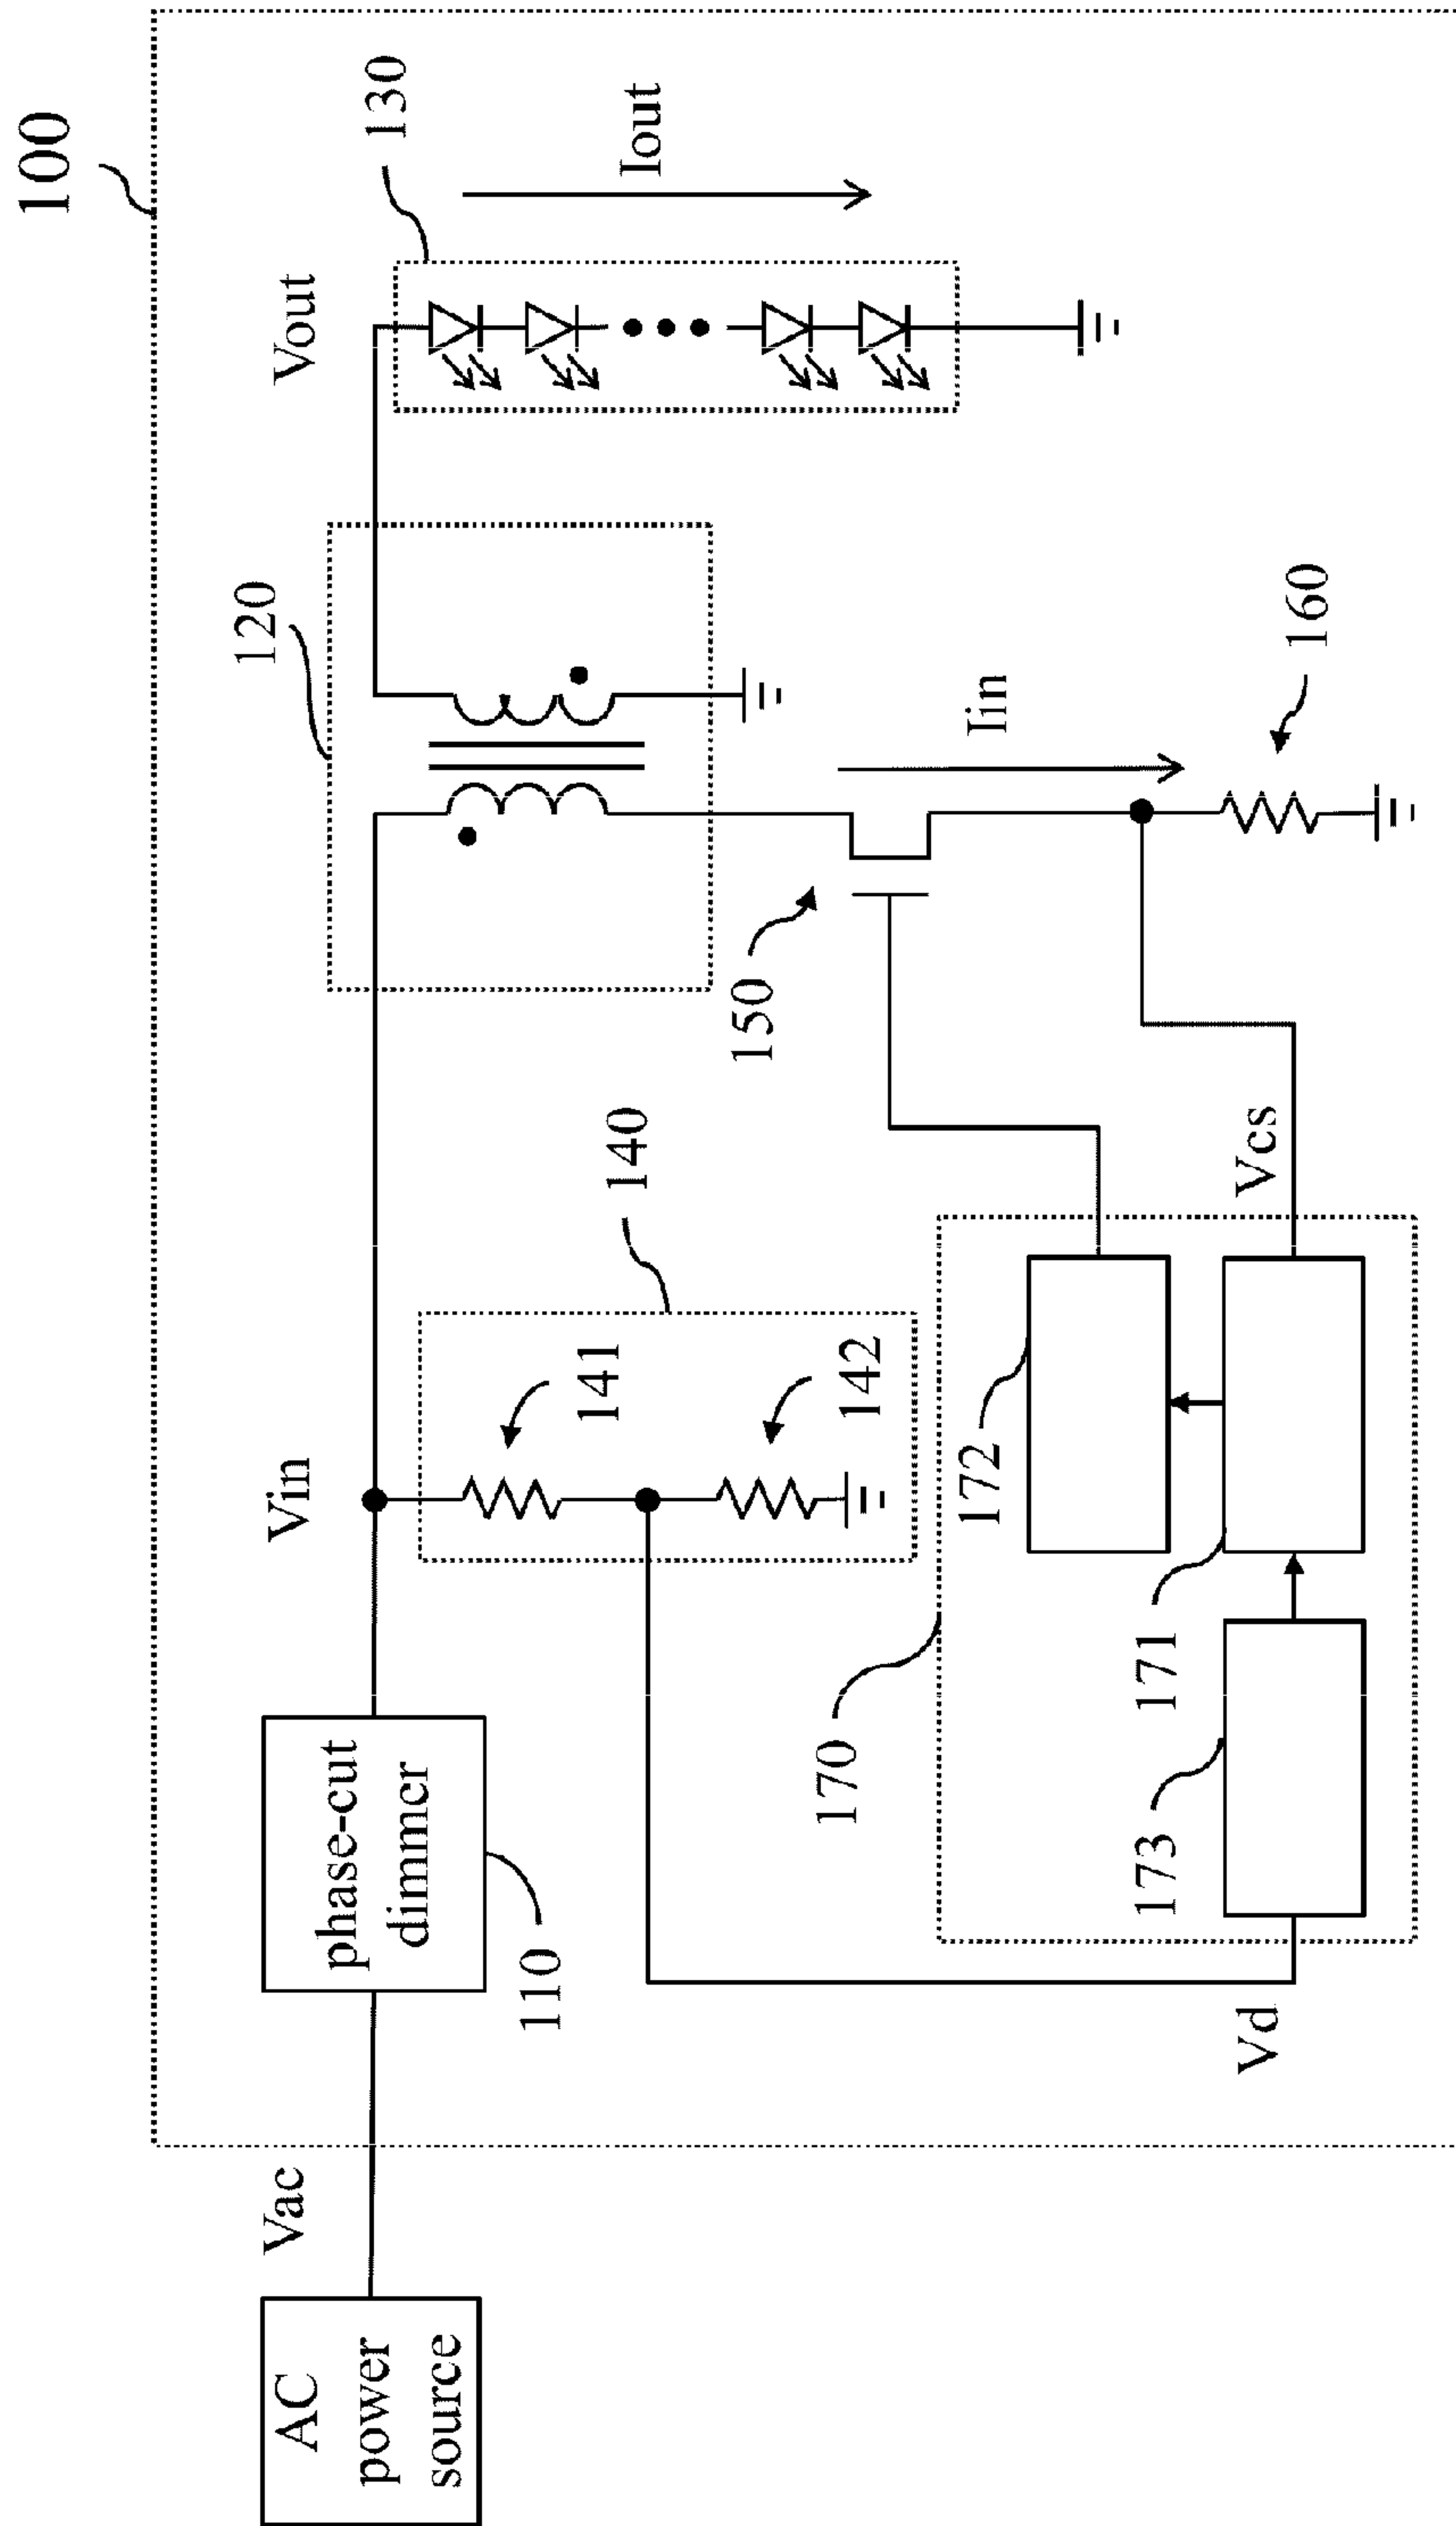 100
AC
power
source
Vac
phase-cut
dimmer
110
Vin
120
Vout
130
Iout
140
141
142
150
Iin
160
170
172
171
173
Vcs
Vd